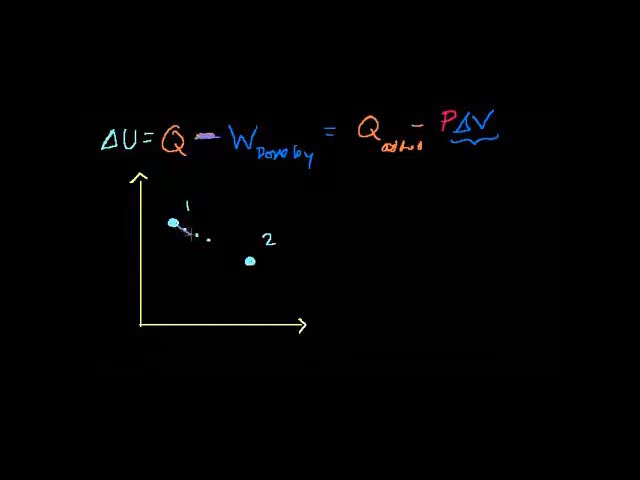 ΔU = Q - W Done by = Q added - PΔV
1
2